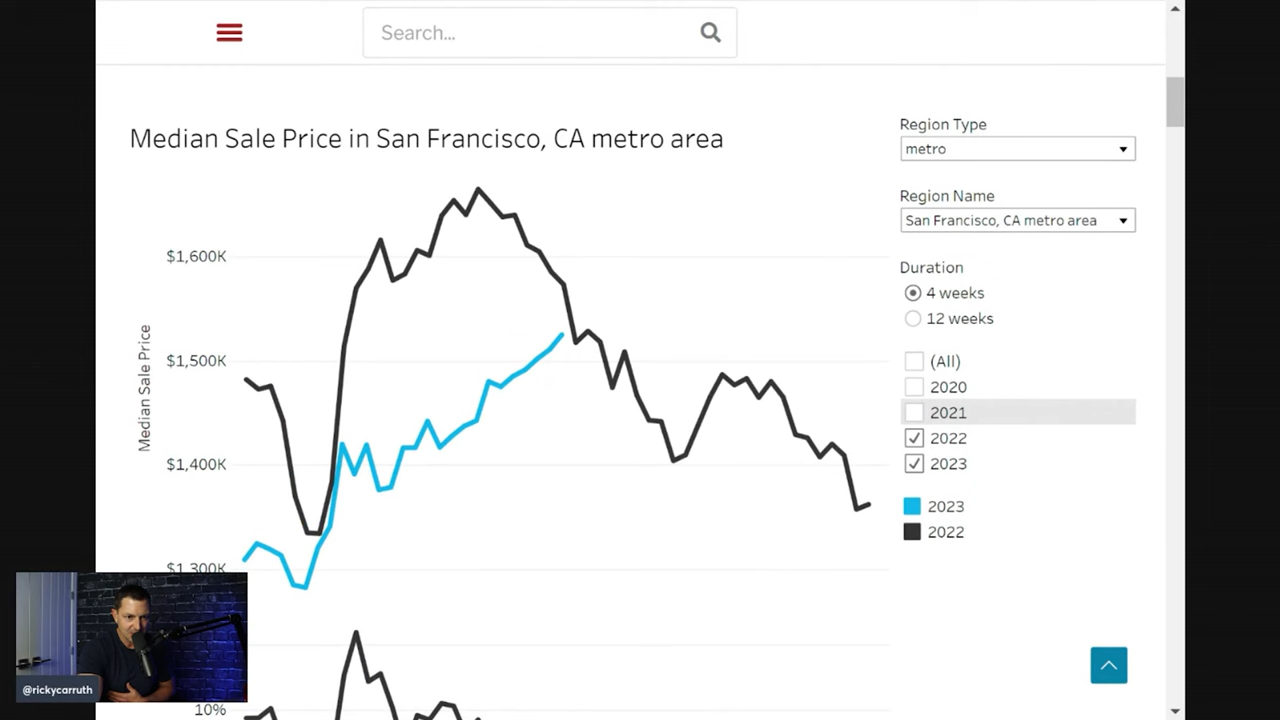 Search...
Median Sale Price in San Francisco, CA metro area
Median Sale Price
$1,600K
$1,500K
$1,400K
$1,300K
10%
Region Type
metro
Region Name
San Francisco, CA metro area
Duration
4 weeks
12 weeks
(All)
2020
2021
2022
2023
2023
2022
@rickycarruth